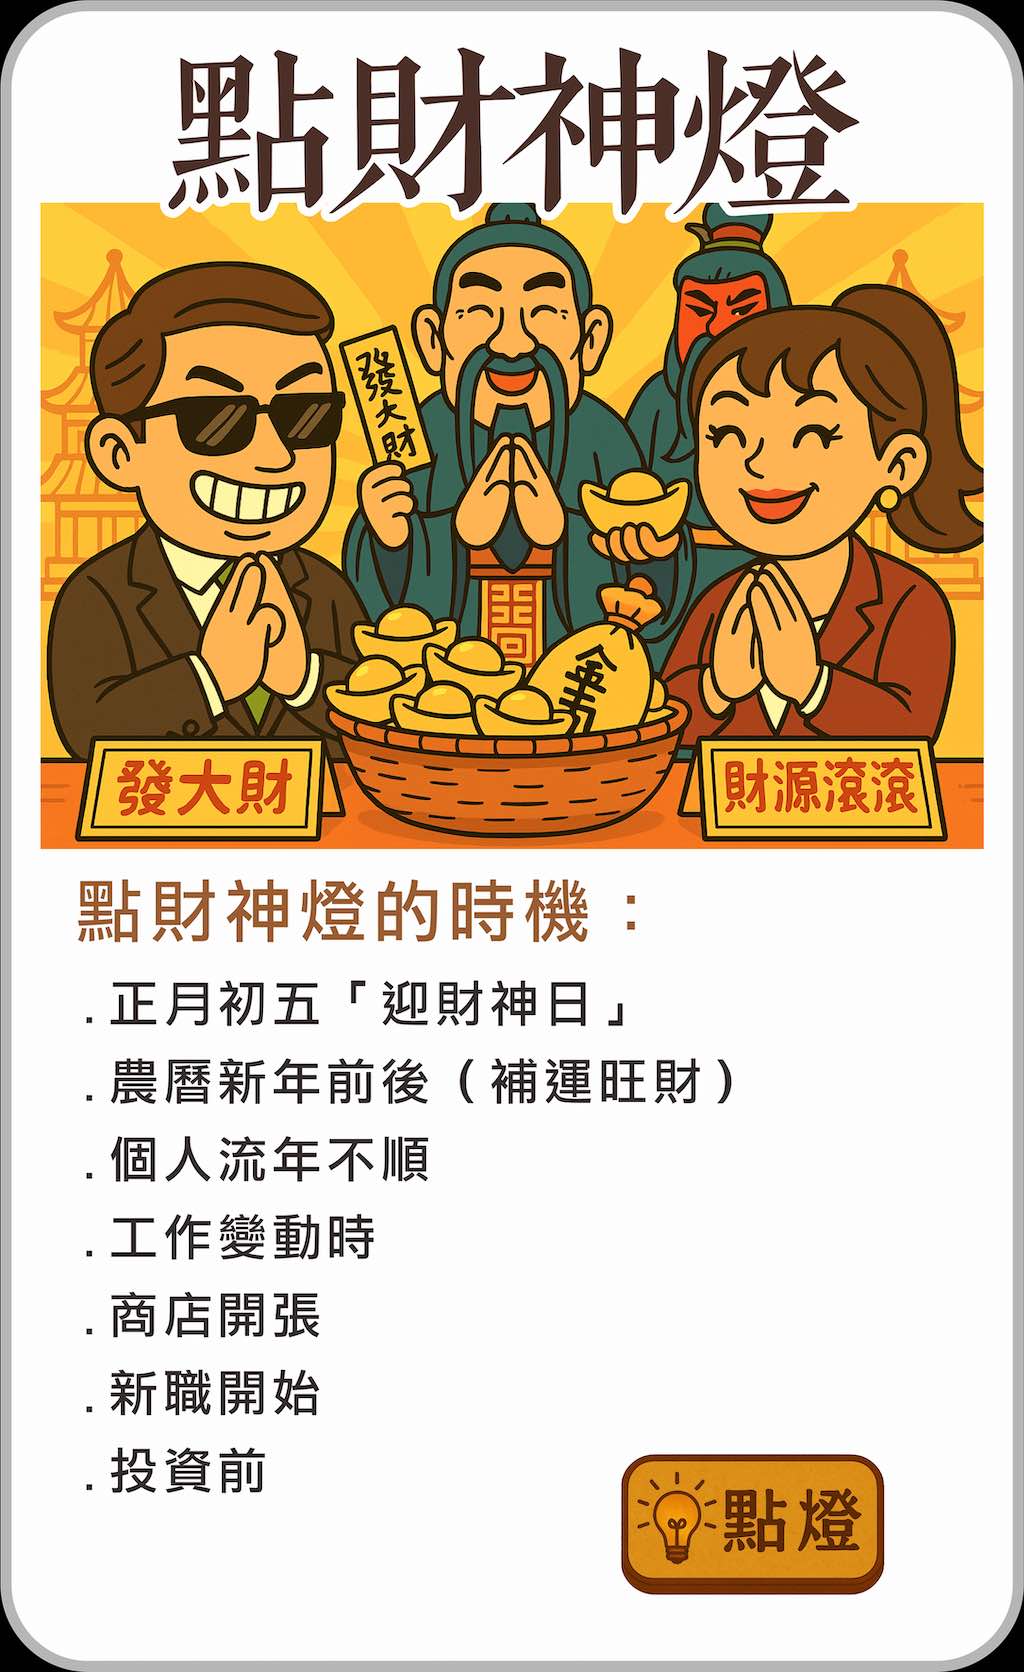 點財神燈
發大財
發大財
財源滾滾
點財神燈的時機：
.正月初五「迎財神日」
.農曆新年前後（補運旺財）
.個人流年不順
.工作變動時
.商店開張
.新職開始
.投資前
點燈